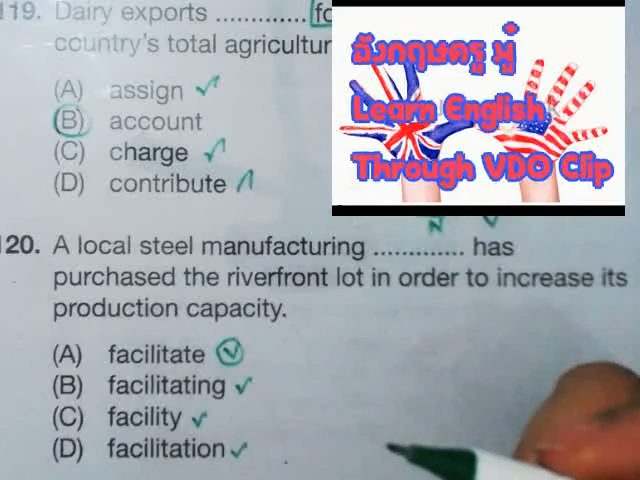 119. Dairy exports ............. fo
country's total agricultur
(A) assign
(B) account
(C) charge
(D) contribute
อังกฤษครู มู๋
Learn English
Through VDO Clip
N V
120. A local steel manufacturing ............. has
purchased the riverfront lot in order to increase its
production capacity.
(A) facilitate
(B) facilitating
(C) facility
(D) facilitation